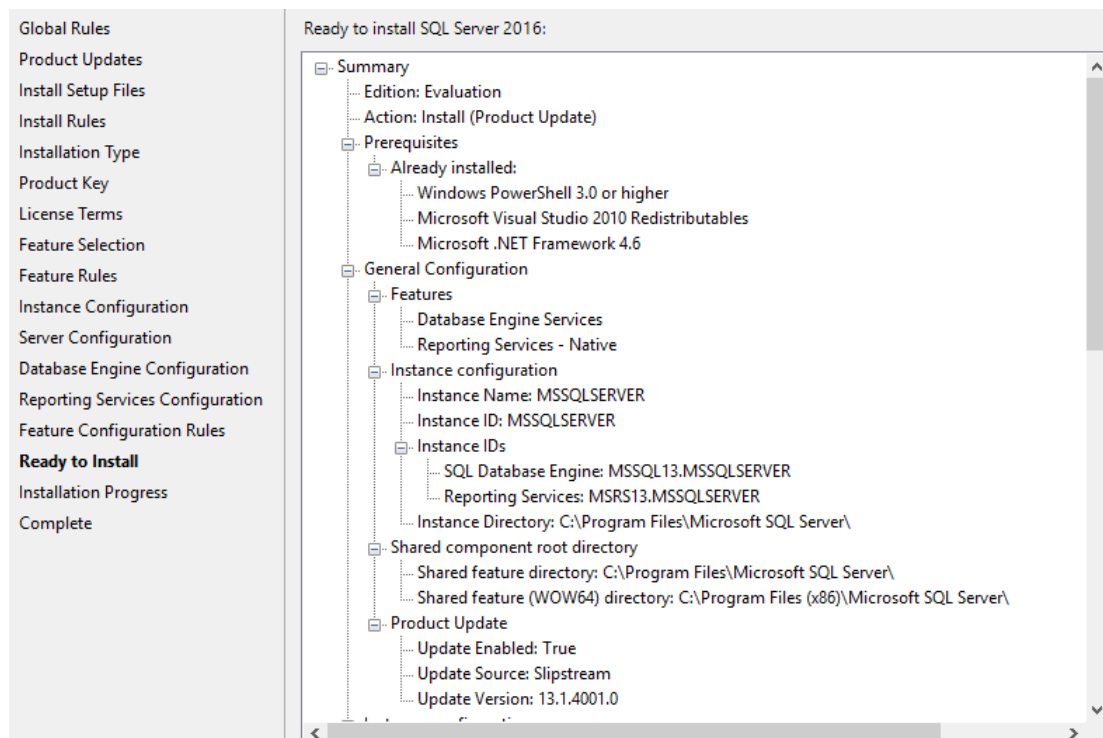 Global Rules
Product Updates
Install Setup Files
Install Rules
Installation Type
Product Key
License Terms
Feature Selection
Feature Rules
Instance Configuration
Server Configuration
Database Engine Configuration
Reporting Services Configuration
Feature Configuration Rules
Ready to Install
Installation Progress
Complete
Ready to install SQL Server 2016:
Summary
Edition: Evaluation
Action: Install (Product Update)
Prerequisites
Already installed:
Windows PowerShell 3.0 or higher
Microsoft Visual Studio 2010 Redistributables
Microsoft .NET Framework 4.6
General Configuration
Features
Database Engine Services
Reporting Services - Native
Instance configuration
Instance Name: MSSQLSERVER
Instance ID: MSSQLSERVER
Instance IDs
SQL Database Engine: MSSQL13.MSSQLSERVER
Reporting Services: MSRS13.MSSQLSERVER
Instance Directory: C:\Program Files\Microsoft SQL Server\
Shared component root directory
Shared feature directory: C:\Program Files\Microsoft SQL Server\
Shared feature (WOW64) directory: C:\Program Files (x86)\Microsoft SQL Server\
Product Update
Update Enabled: True
Update Source: Slipstream
Update Version: 13.1.4001.0